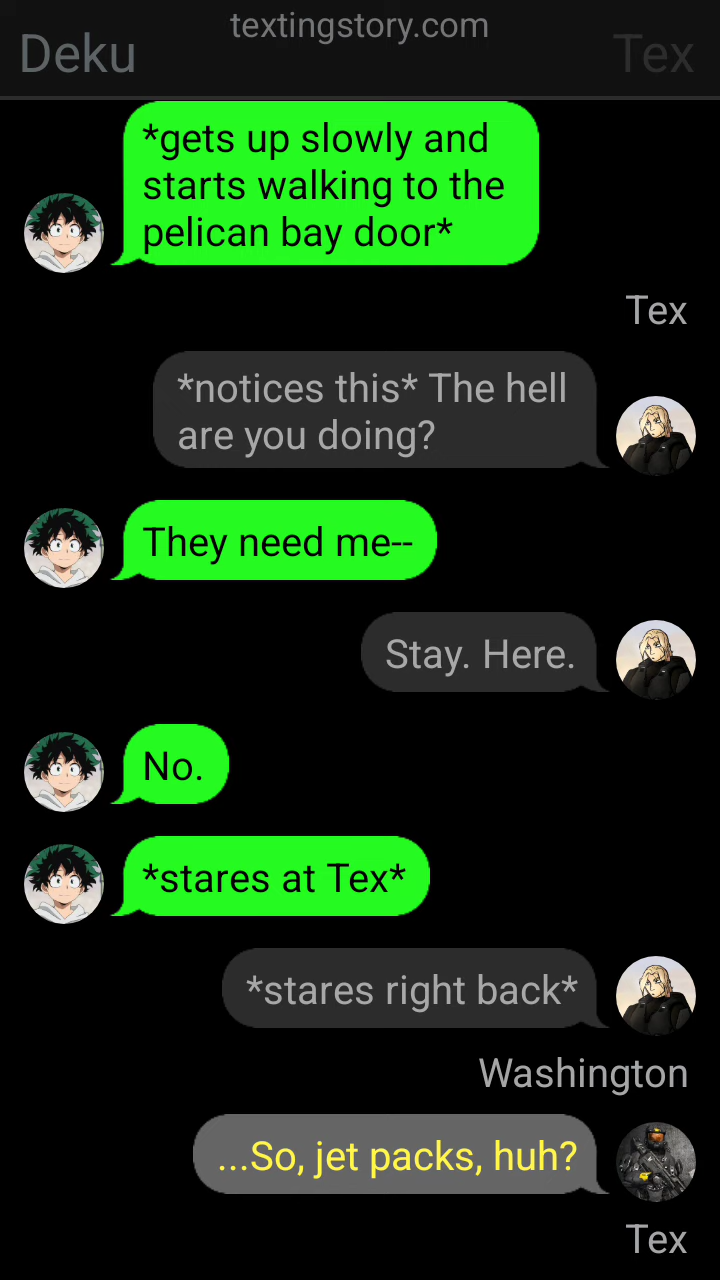 textingstory.com
Deku
Tex
*gets up slowly and
starts walking to the
pelican bay door*
Tex
*notices this* The hell
are you doing?
They need me--
Stay. Here.
No.
*stares at Tex*
*stares right back*
Washington
...So, jet packs, huh?
Tex